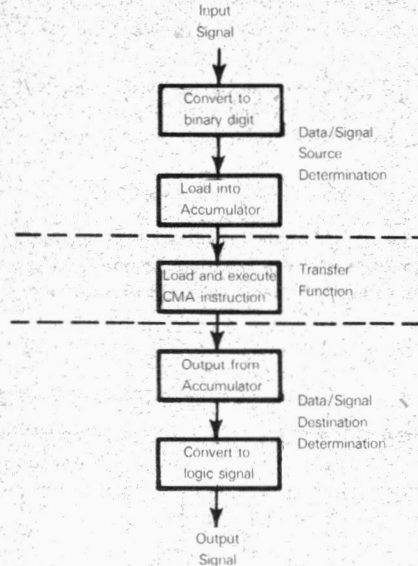 Input
Signal
Convert to
binary digit
Data/Signal
Source
Determination
Load into
Accumulator
Load and execute
CMA instruction
Transfer
Function
Output from
Accumulator
Data/Signal
Destination
Determination
Convert to
logic signal
Output
Signal